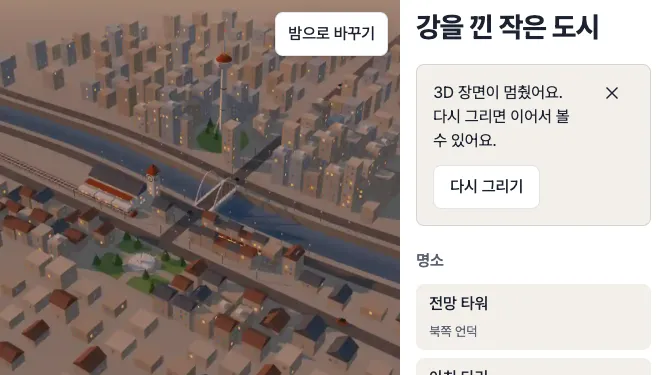 밤으로 바꾸기
강을 낀 작은 도시
3D 장면이 멈췄어요.
다시 그리면 이어서 볼
수 있어요.
다시 그리기
명소
전망 타워
북쪽 언덕